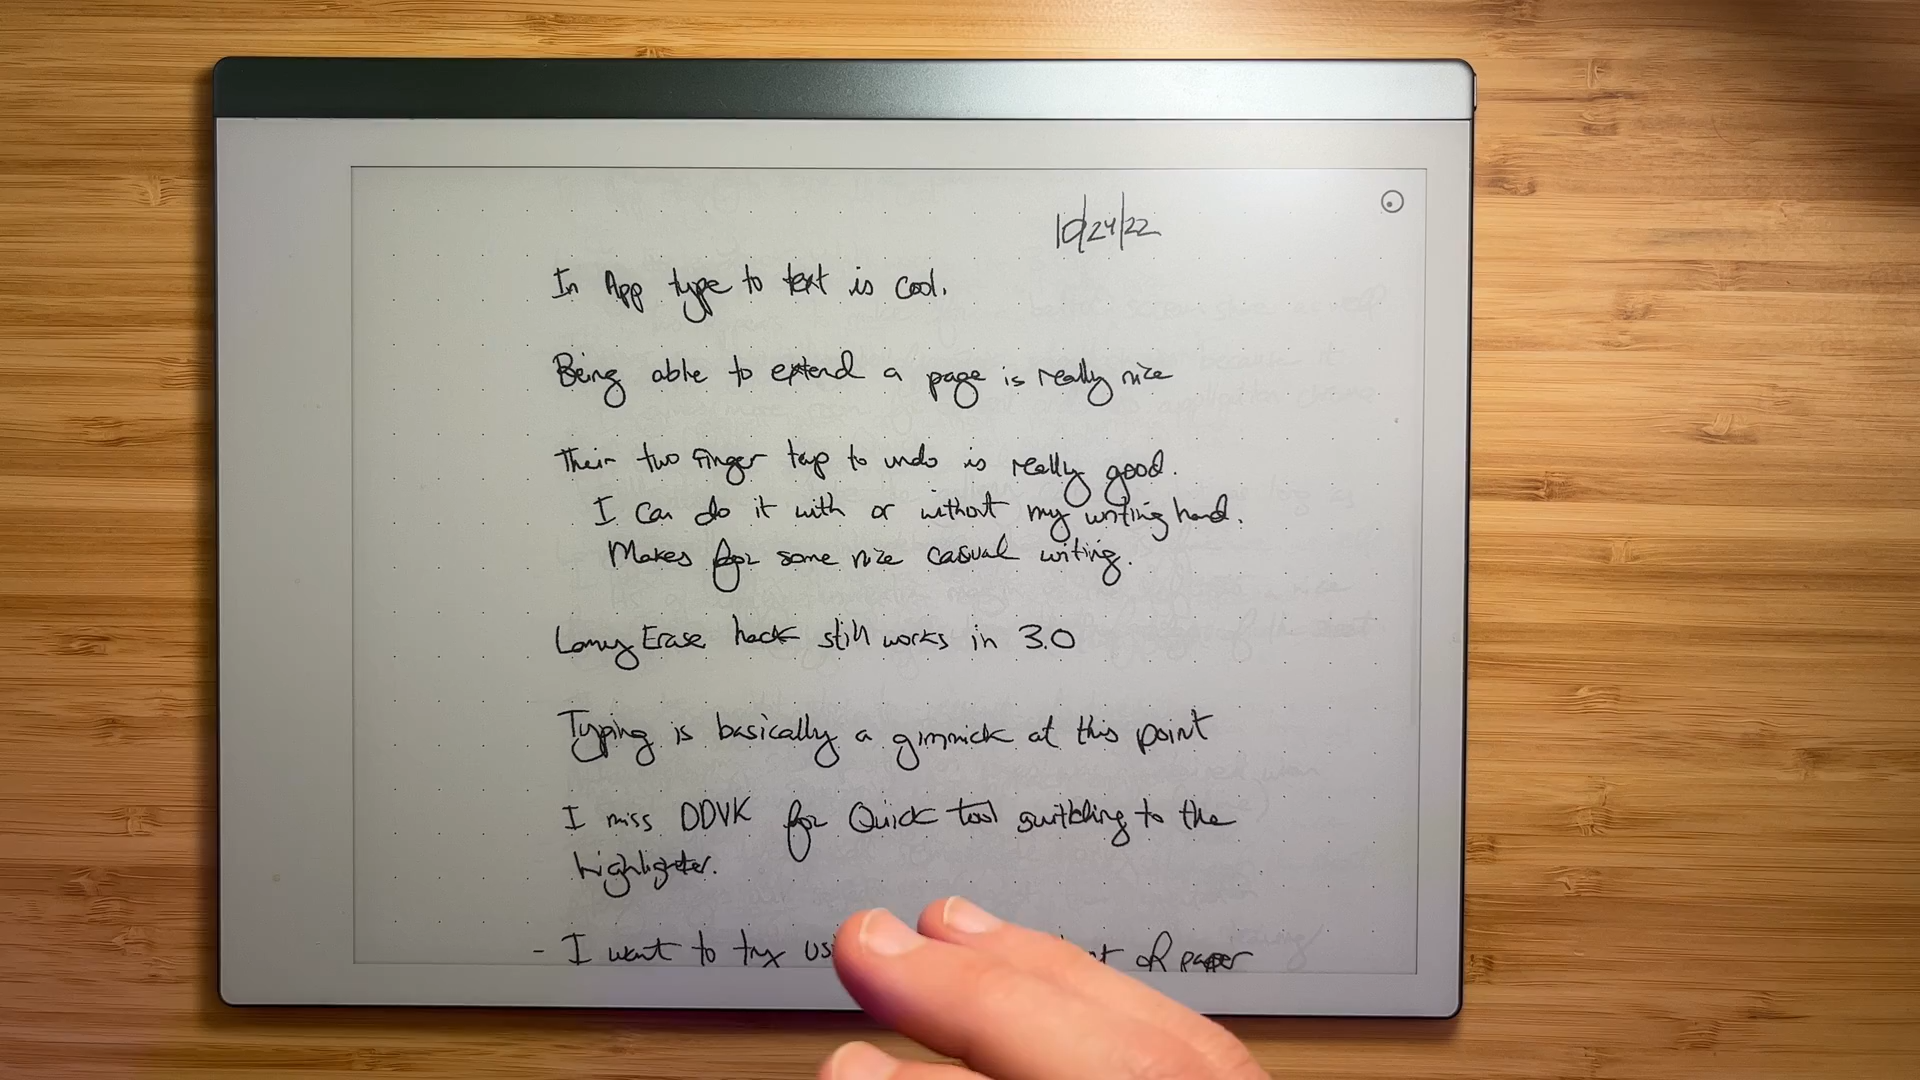 10/24/22
In App type to text is cool.
Being able to extend a page is really nice
Their two finger tap to undo is really good.
I can do it with or without my writing hand.
Makes for some nice casual writing.
Lamy Erase hack still works in 3.0
Typing is basically a gimmick at this point
I miss DDVK for Quick tool switching to the
highlighter.
- I want to try of paper